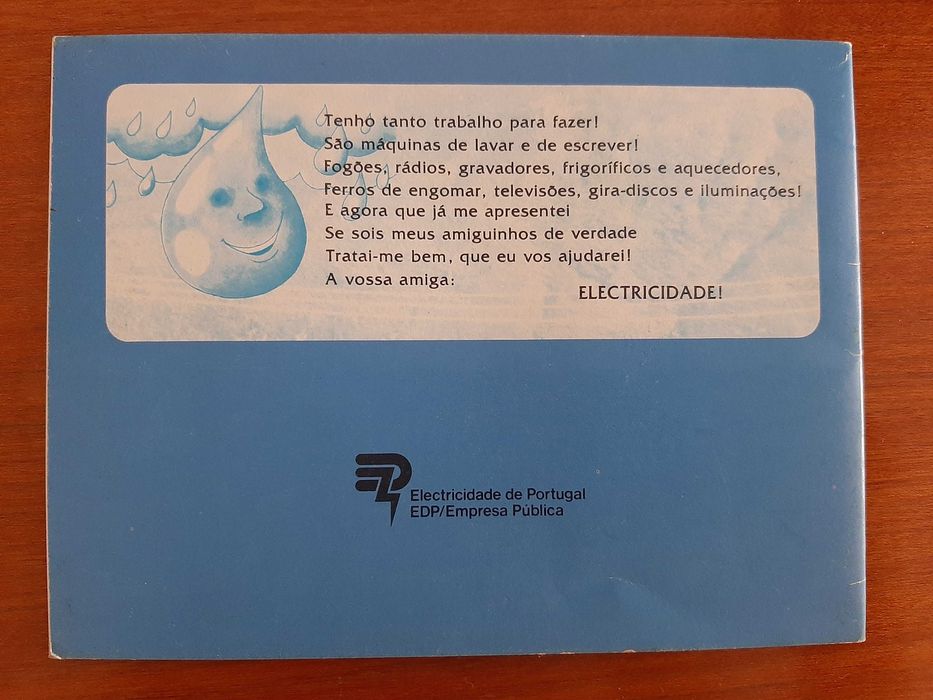 Tenho tanto trabalho para fazer!
São máquinas de lavar e de escrever!
Fogões, rádios, gravadores, frigoríficos e aquecedores,
Ferros de engomar, televisões, gira-discos e iluminações!
E agora que já me apresentei
Se sois meus amiguinhos de verdade
Tratai-me bem, que eu vos ajudarei!
A vossa amiga:
ELECTRICIDADE!
Electricidade de Portugal
EDP/Empresa Pública